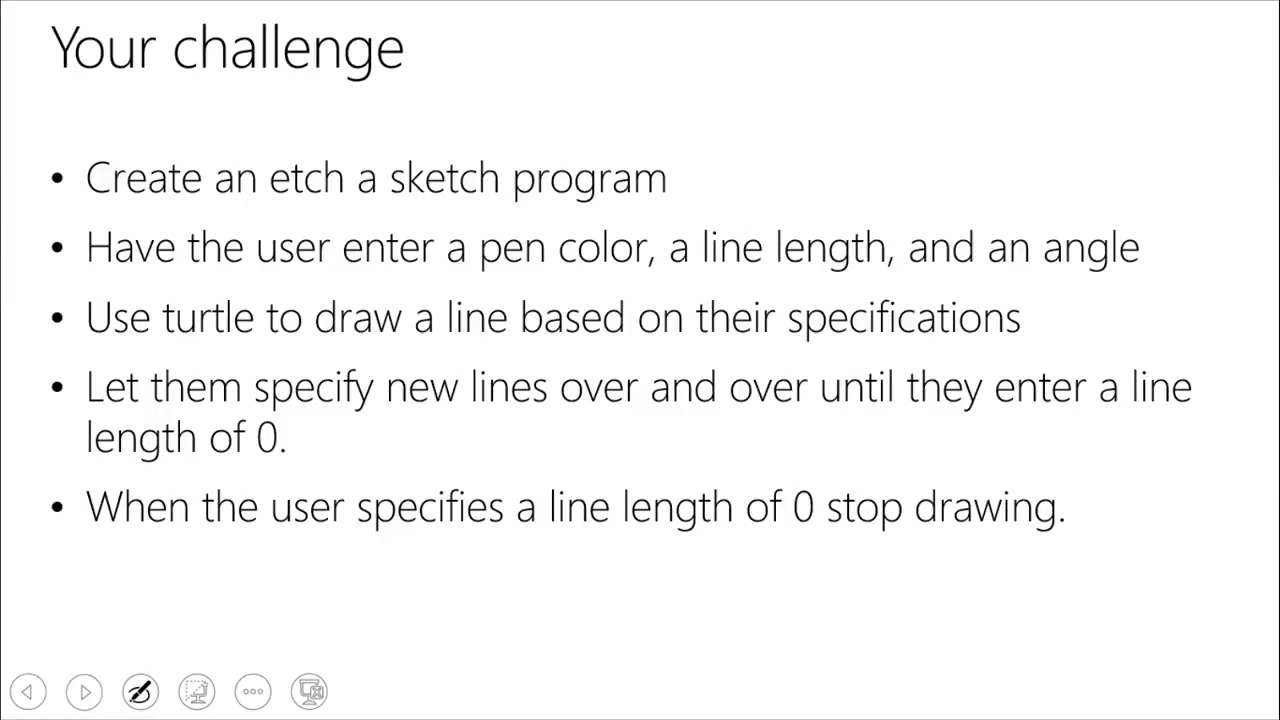 Your challenge
• Create an etch a sketch program
• Have the user enter a pen color, a line length, and an angle
• Use turtle to draw a line based on their specifications
• Let them specify new lines over and over until they enter a line
length of 0.
• When the user specifies a line length of 0 stop drawing.